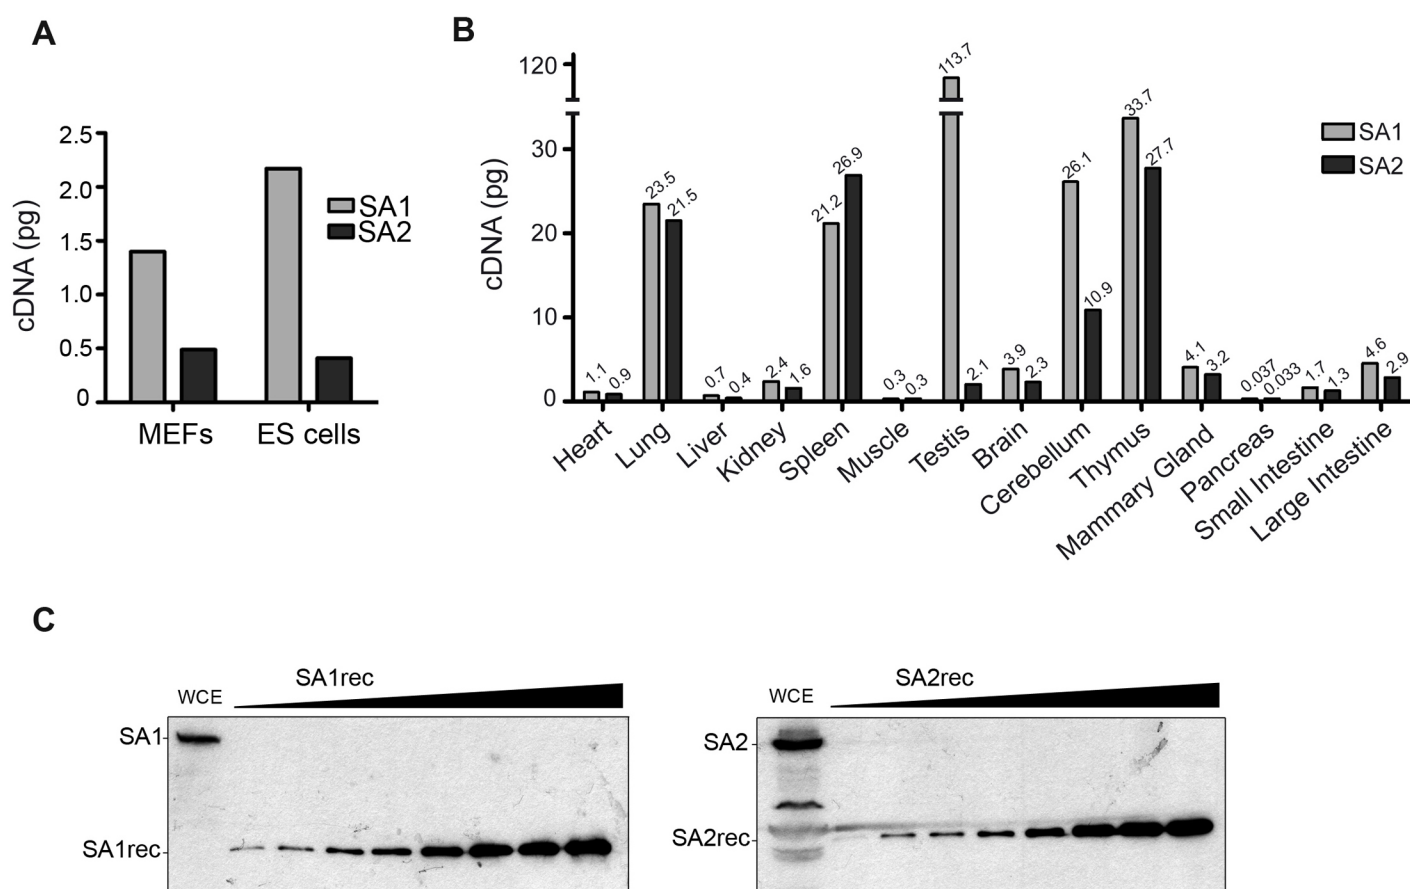 A
2.5
2.0
1.5
1.0
0.5
0
cDNA (pg)
SA1
SA2
MEFs
ES cells
B
120
30
20
10
0
cDNA (pg)
1.1
0.9
23.5
21.5
0.7
0.4
2.4
1.6
21.2
26.9
0.3
0.3
113.7
2.1
3.9
2.3
26.1
10.9
33.7
27.7
4.1
3.2
0.037
0.033
1.7
1.3
4.6
2.9
SA1
SA2
Heart
Lung
Liver
Kidney
Spleen
Muscle
Testis
Brain
Cerebellum
Thymus
Mammary Gland
Pancreas
Small Intestine
Large Intestine
C
WCE
SA1rec
SA1
SA1rec
WCE
SA2rec
SA2
SA2rec